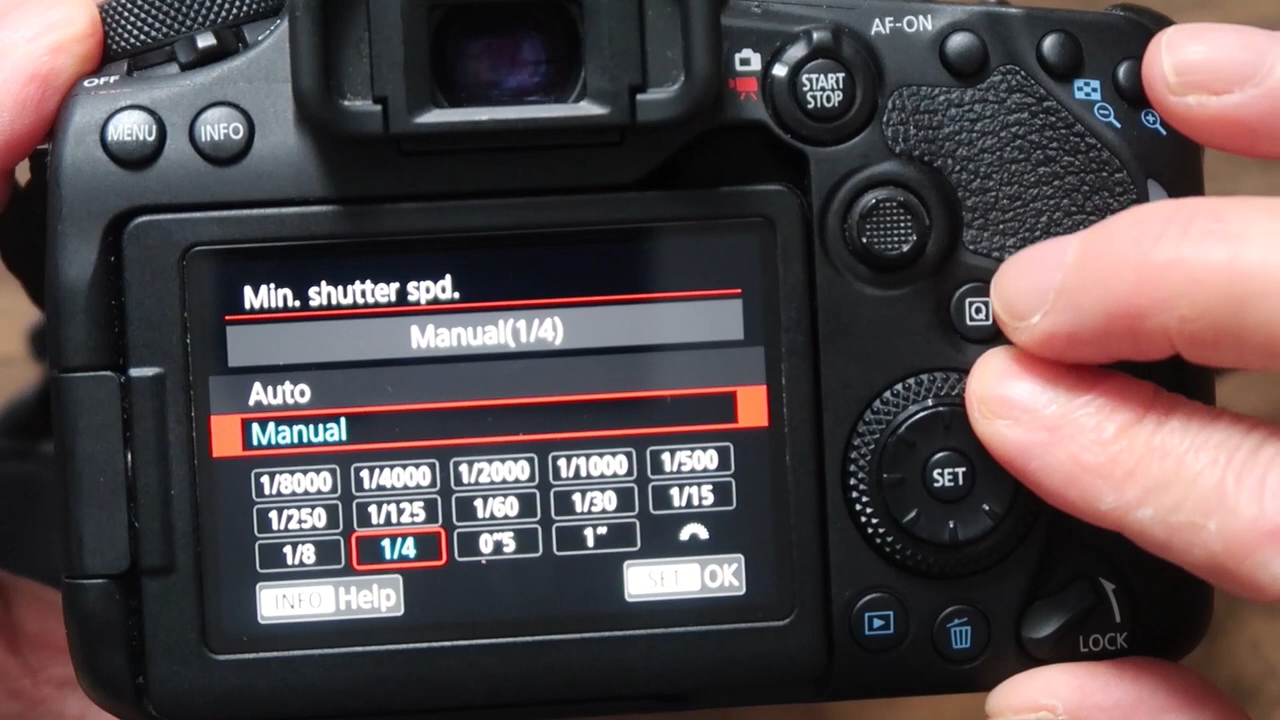 AF-ON
OFF
START
STOP
MENU
INFO
Min. shutter spd.
Manual(1/4)
Auto
Manual
1/8000 1/4000 1/2000 1/1000 1/500
1/250 1/125 1/60 1/30 1/15
1/8 1/4 0"5 1"
INFO Help
SET OK
Q
SET
LOCK